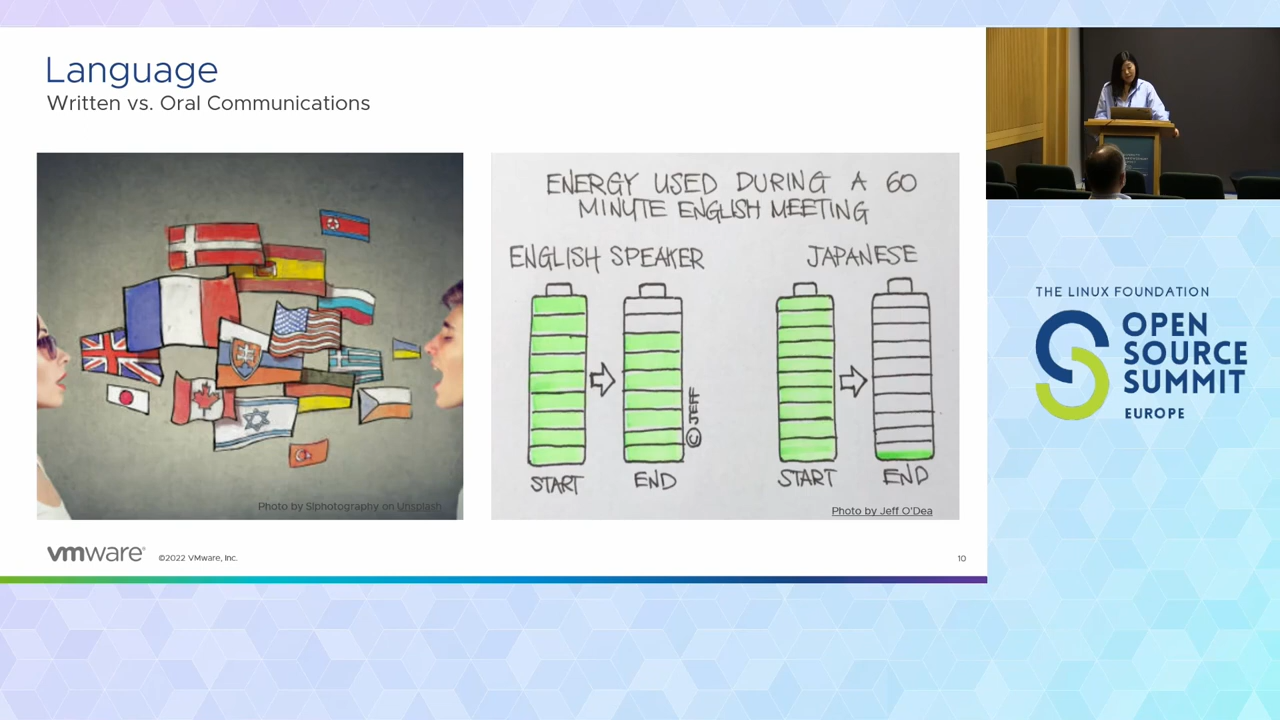 Language
Written vs. Oral Communications
Photo by SIphotography on Unsplash
ENERGY USED DURING A 60
MINUTE ENGLISH MEETING
ENGLISH SPEAKER
JAPANESE
START
END
© JEFF
START
END
Photo by Jeff O'Dea
vmware®
©2022 VMware, Inc.
10
THE LINUX FOUNDATION
OPEN
SOURCE
SUMMIT
EUROPE